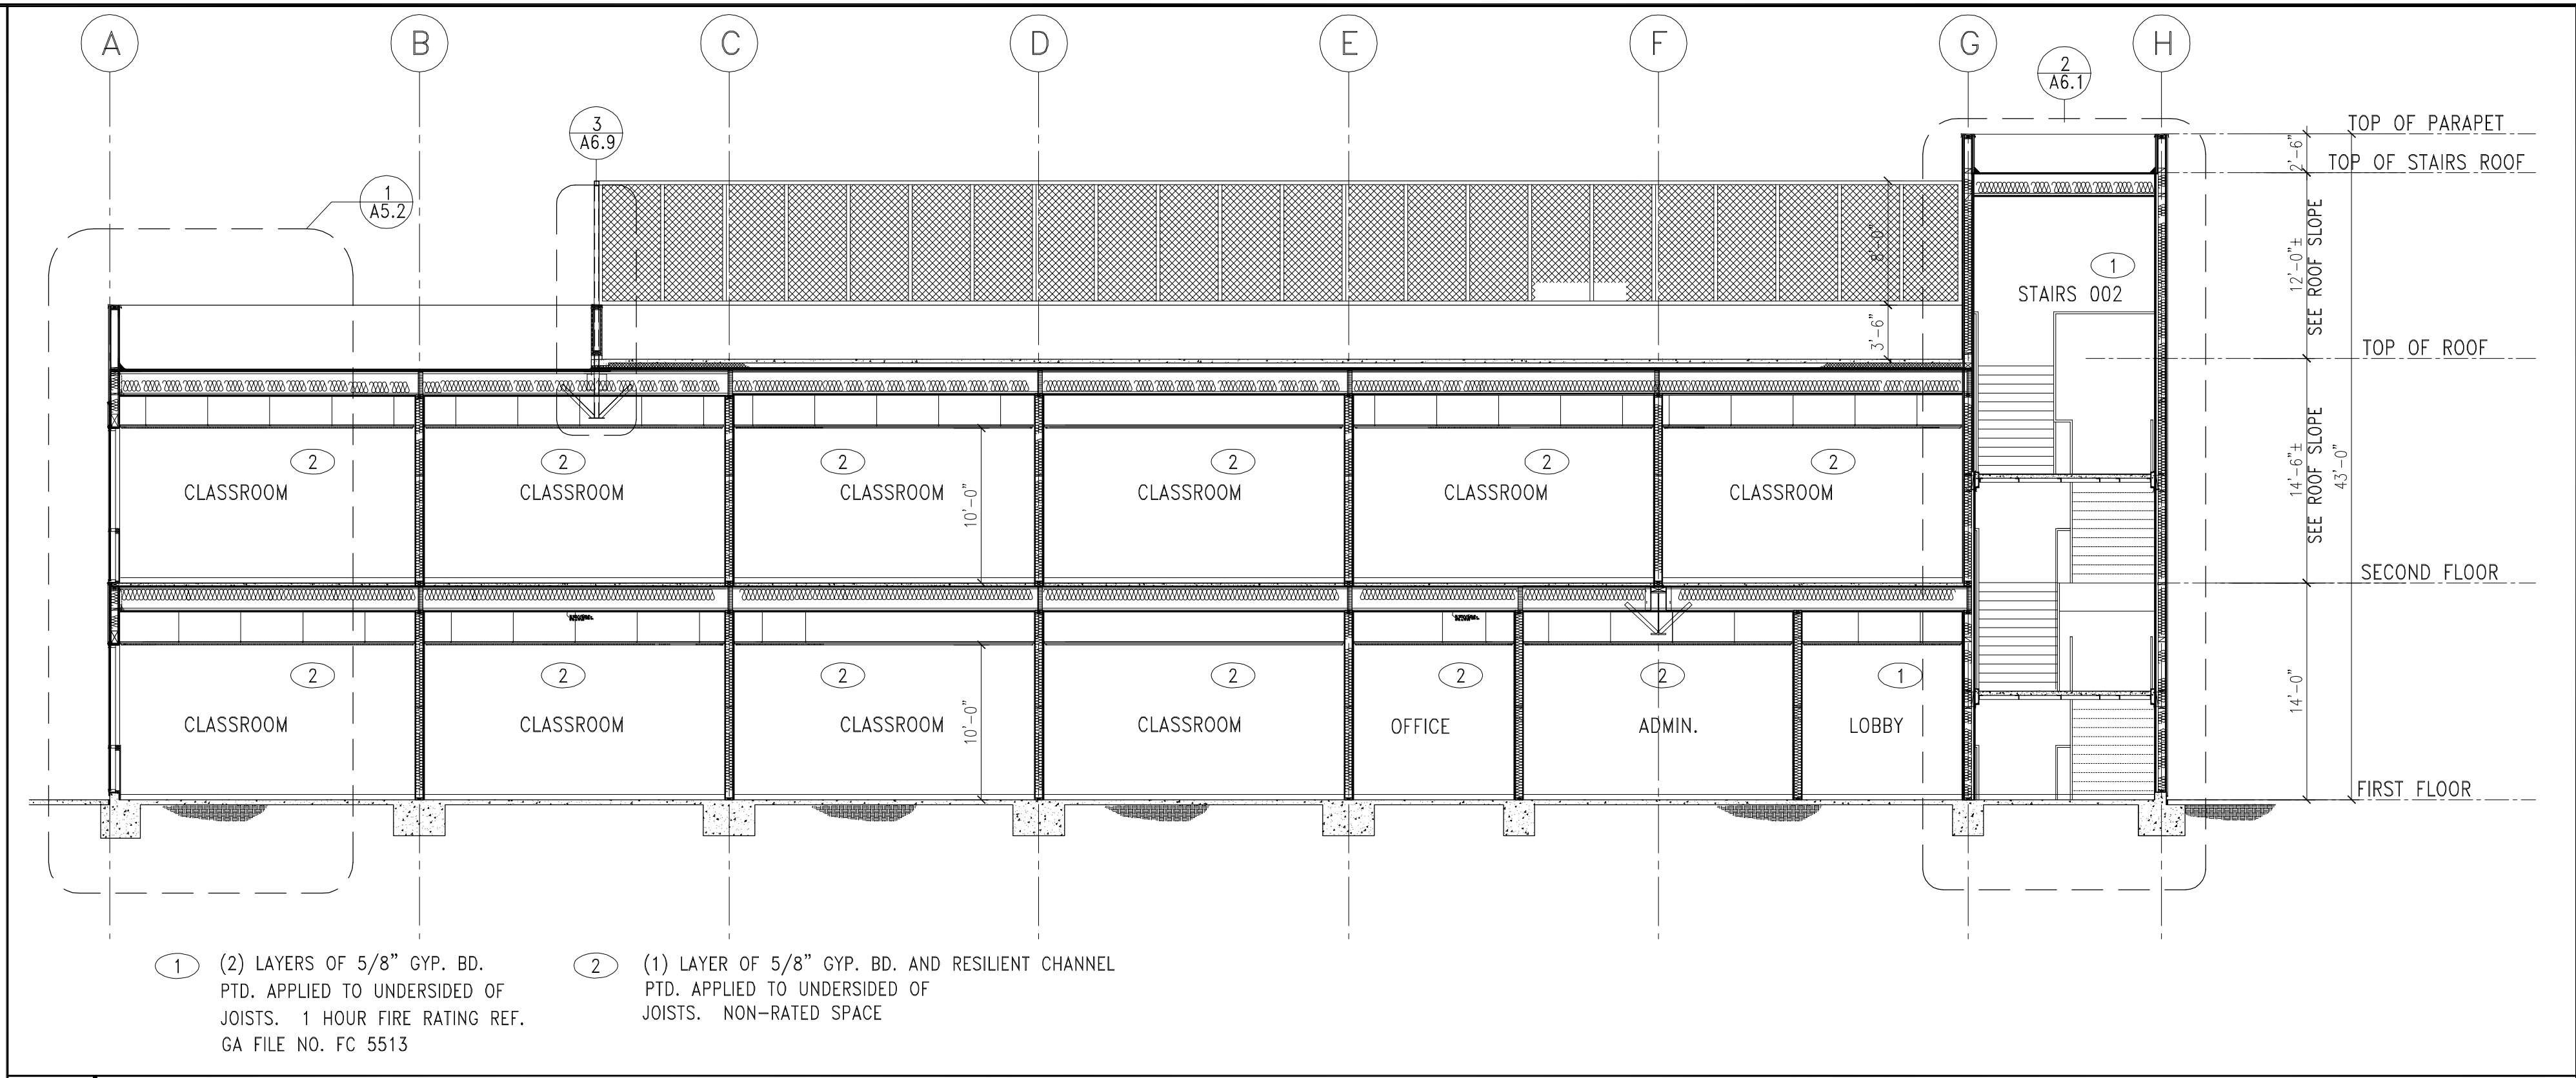 A B C D E F G H
2
A6.1
3
A6.9
1
A5.2
TOP OF PARAPET
2'-6"
TOP OF STAIRS ROOF
8'-0"
12'-0"±
SEE ROOF SLOPE
1
STAIRS 002
3'-6"
TOP OF ROOF
14'-6"±
SEE ROOF SLOPE
43'-0"
2 2 2 2 2 2
CLASSROOM CLASSROOM CLASSROOM CLASSROOM CLASSROOM CLASSROOM
10'-0"
SECOND FLOOR
2 2 2 2 2 2 1
CLASSROOM CLASSROOM CLASSROOM CLASSROOM OFFICE ADMIN. LOBBY
10'-0"
14'-0"
FIRST FLOOR
1 (2) LAYERS OF 5/8" GYP. BD.
PTD. APPLIED TO UNDERSIDED OF
JOISTS. 1 HOUR FIRE RATING REF.
GA FILE NO. FC 5513
2 (1) LAYER OF 5/8" GYP. BD. AND RESILIENT CHANNEL
PTD. APPLIED TO UNDERSIDED OF
JOISTS. NON-RATED SPACE